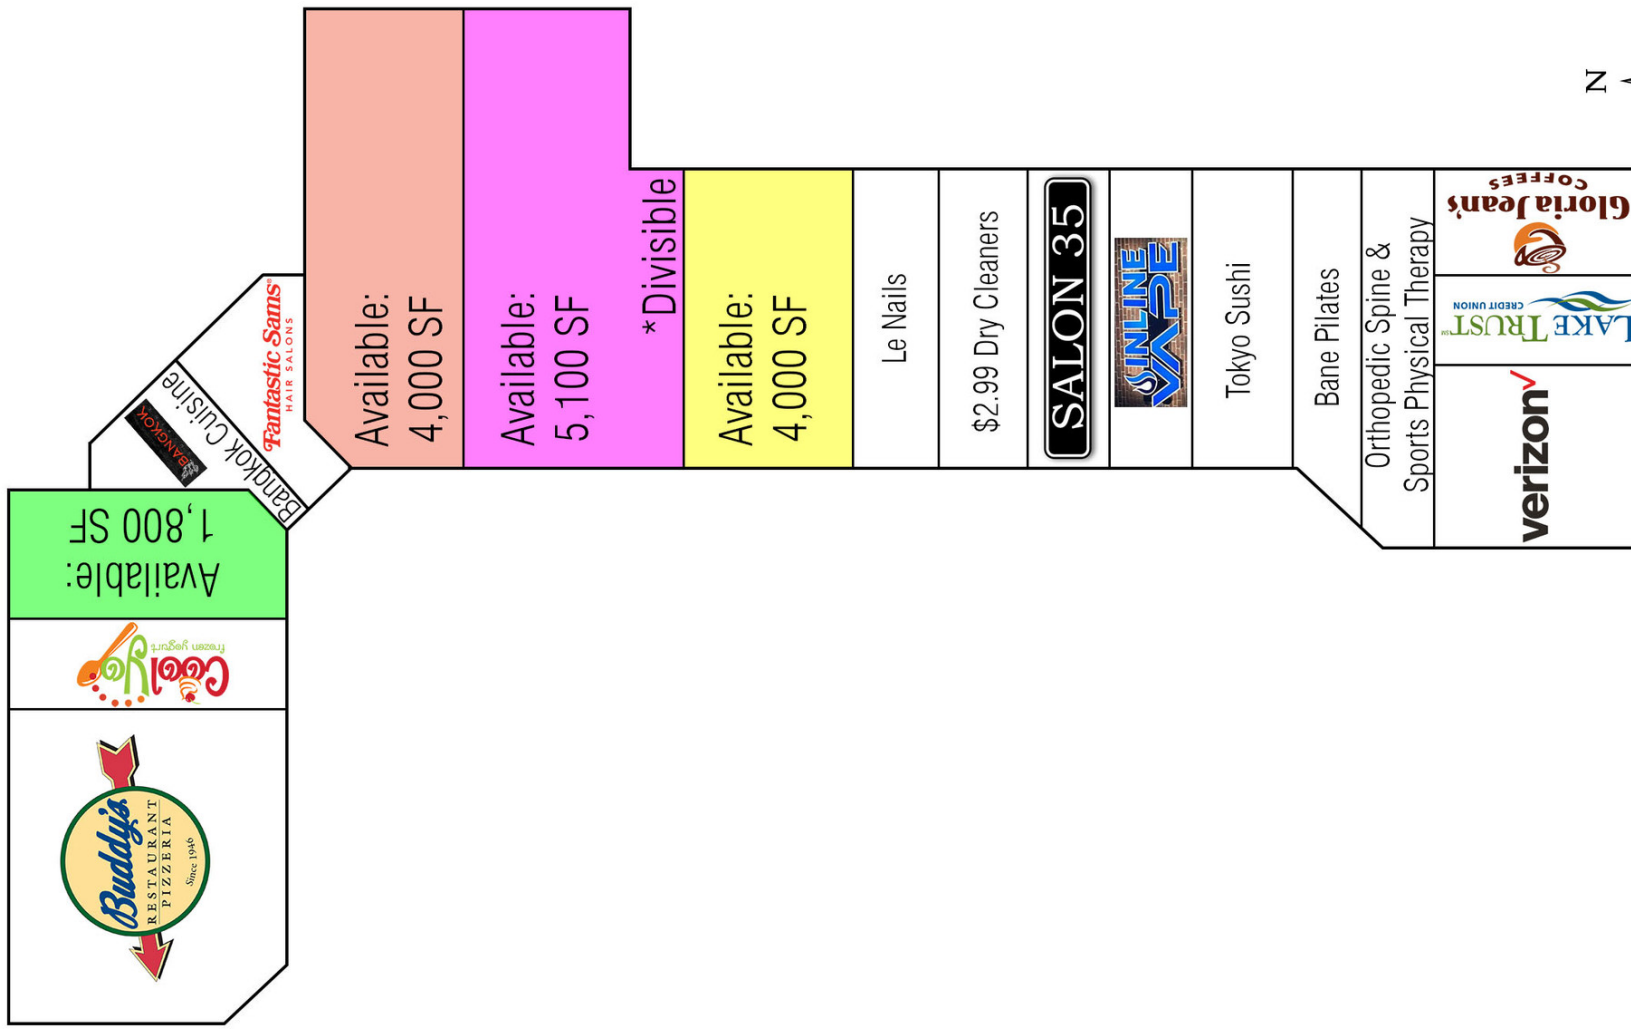 N
Available:
4,000 SF
Available:
5,100 SF
*Divisible
Available:
4,000 SF
Le Nails
$2.99 Dry Cleaners
SALON 35
INLINE
VAPE
Tokyo Sushi
Bane Pilates
Orthopedic Spine &
Sports Physical Therapy
Gloria Jean's
COFFEES
LAKE TRUST℠
CREDIT UNION
verizon
Fantastic Sams®
HAIR SALONS
Bangkok Cuisine
BANGKOK
Available:
1,800 SF
CoolYo
frozen yogurt
Buddy's
RESTAURANT
PIZZERIA
Since 1946